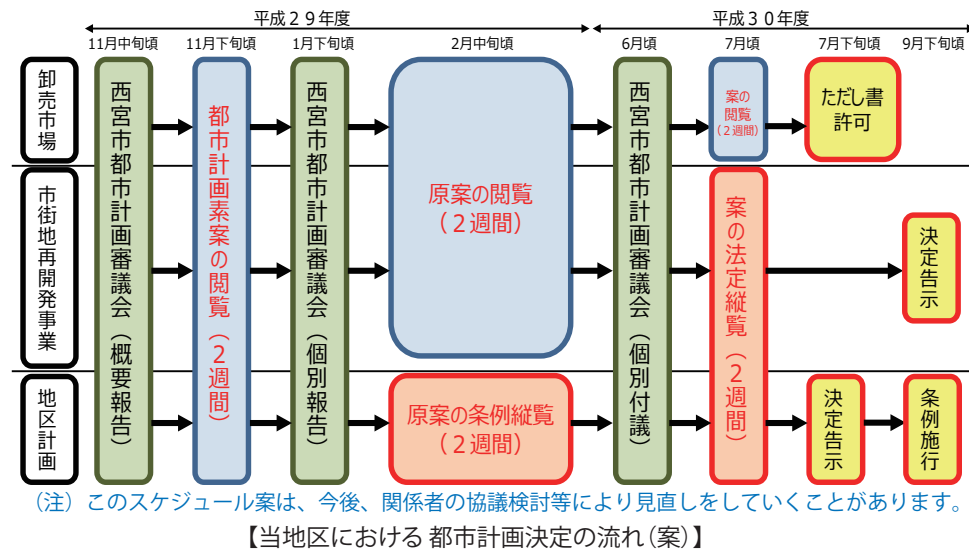 平成29年度
平成30年度
11月中旬頃
11月下旬頃
1月下旬頃
2月中旬頃
6月頃
7月頃
7月下旬頃
9月下旬頃
卸売市場
市街地再開発事業
地区計画
西宮市都市計画審議会（概要報告）
都市計画素案の閲覧（2週間）
西宮市都市計画審議会（個別報告）
原案の閲覧
（2週間）
原案の条例縦覧
（2週間）
西宮市都市計画審議会（個別付議）
案の
閲覧
（2週間）
案の法定縦覧（2週間）
ただし書
許可
決定告示
決定告示
条例施行
（注）このスケジュール案は、今後、関係者の協議検討等により見直しをしていくことがあります。
【当地区における 都市計画決定の流れ（案）】